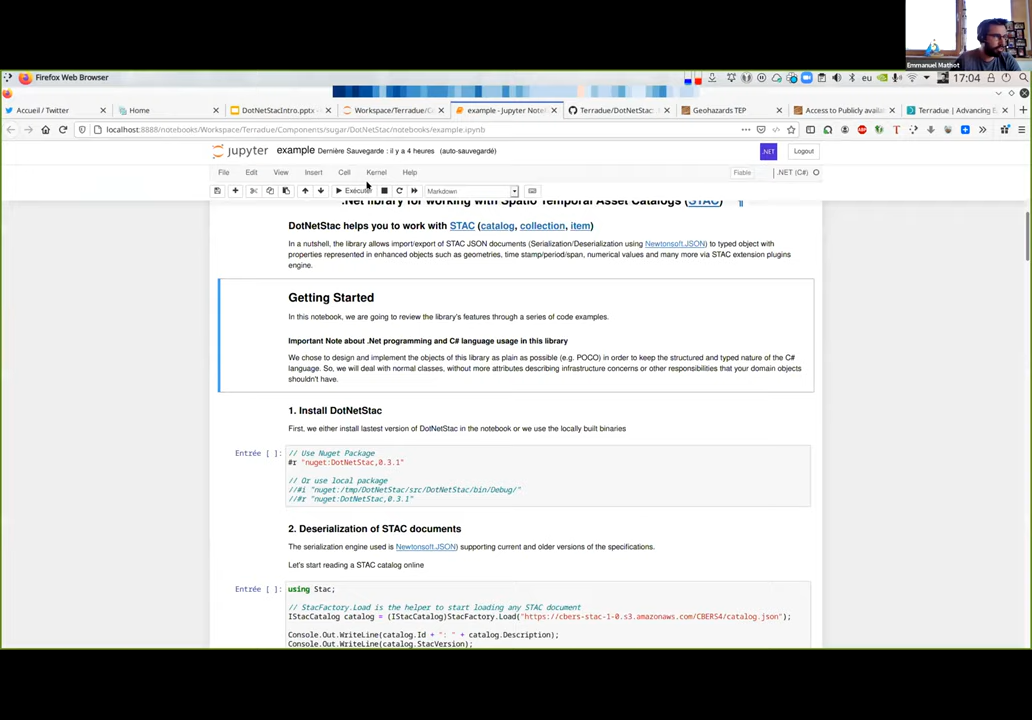 Emmanuel Mathot
Firefox Web Browser
eu
17:04
Accueil / Twitter
Home
DotNetStacIntro.pptx
Workspace/Terradue/C
example - Jupyter Note
Terradue/DotNetStac:
Geohazards TEP
Access to Publicly availa
Terradue | Advancing E
localhost:8888/notebooks/Workspace/Terradue/Components/sugar/DotNetStac/notebooks/example.ipynb
jupyter example Dernière Sauvegarde : il y a 4 heures (auto-sauvegardé)
.NET
Logout
File Edit View Insert Cell Kernel Help
Fiable
.NET (C#)
Exécuter
Markdown
.Net library for working with Spatio Temporal Asset Catalogs (STAC) ¶
DotNetStac helps you to work with STAC (catalog, collection, item)
In a nutshell, the library allows import/export of STAC JSON documents (Serialization/Deserialization using Newtonsoft.JSON) to typed object with
properties represented in enhanced objects such as geometries, time stamp/period/span, numerical values and many more via STAC extension plugins
engine.
Getting Started
In this notebook, we are going to review the library's features through a series of code examples.
Important Note about .Net programming and C# language usage in this library
We chose to design and implement the objects of this library as plain as possible (e.g. POCO) in order to keep the structured and typed nature of the C#
language. So, we will deal with normal classes, without more attributes describing infrastructure concerns or other responsibilities that your domain objects
shouldn't have.
1. Install DotNetStac
First, we either install lastest version of DotNetStac in the notebook or we use the locally built binaries
Entrée [ ]:
// Use Nuget Package
#r "nuget:DotNetStac,0.3.1"
// Or use local package
//#i "nuget:/tmp/DotNetStac/src/DotNetStac/bin/Debug/"
//#r "nuget:DotNetStac,0.3.1"
2. Deserialization of STAC documents
The serialization engine used is Newtonsoft.JSON) supporting current and older versions of the specifications.
Let's start reading a STAC catalog online
Entrée [ ]:
using Stac;
// StacFactory.Load is the helper to start loading any STAC document
IStacCatalog catalog = (IStacCatalog)StacFactory.Load("https://cbers-stac-1-0.s3.amazonaws.com/CBERS4/catalog.json");
Console.Out.WriteLine(catalog.Id + ": " + catalog.Description);
Console.Out.WriteLine(catalog.StacVersion);